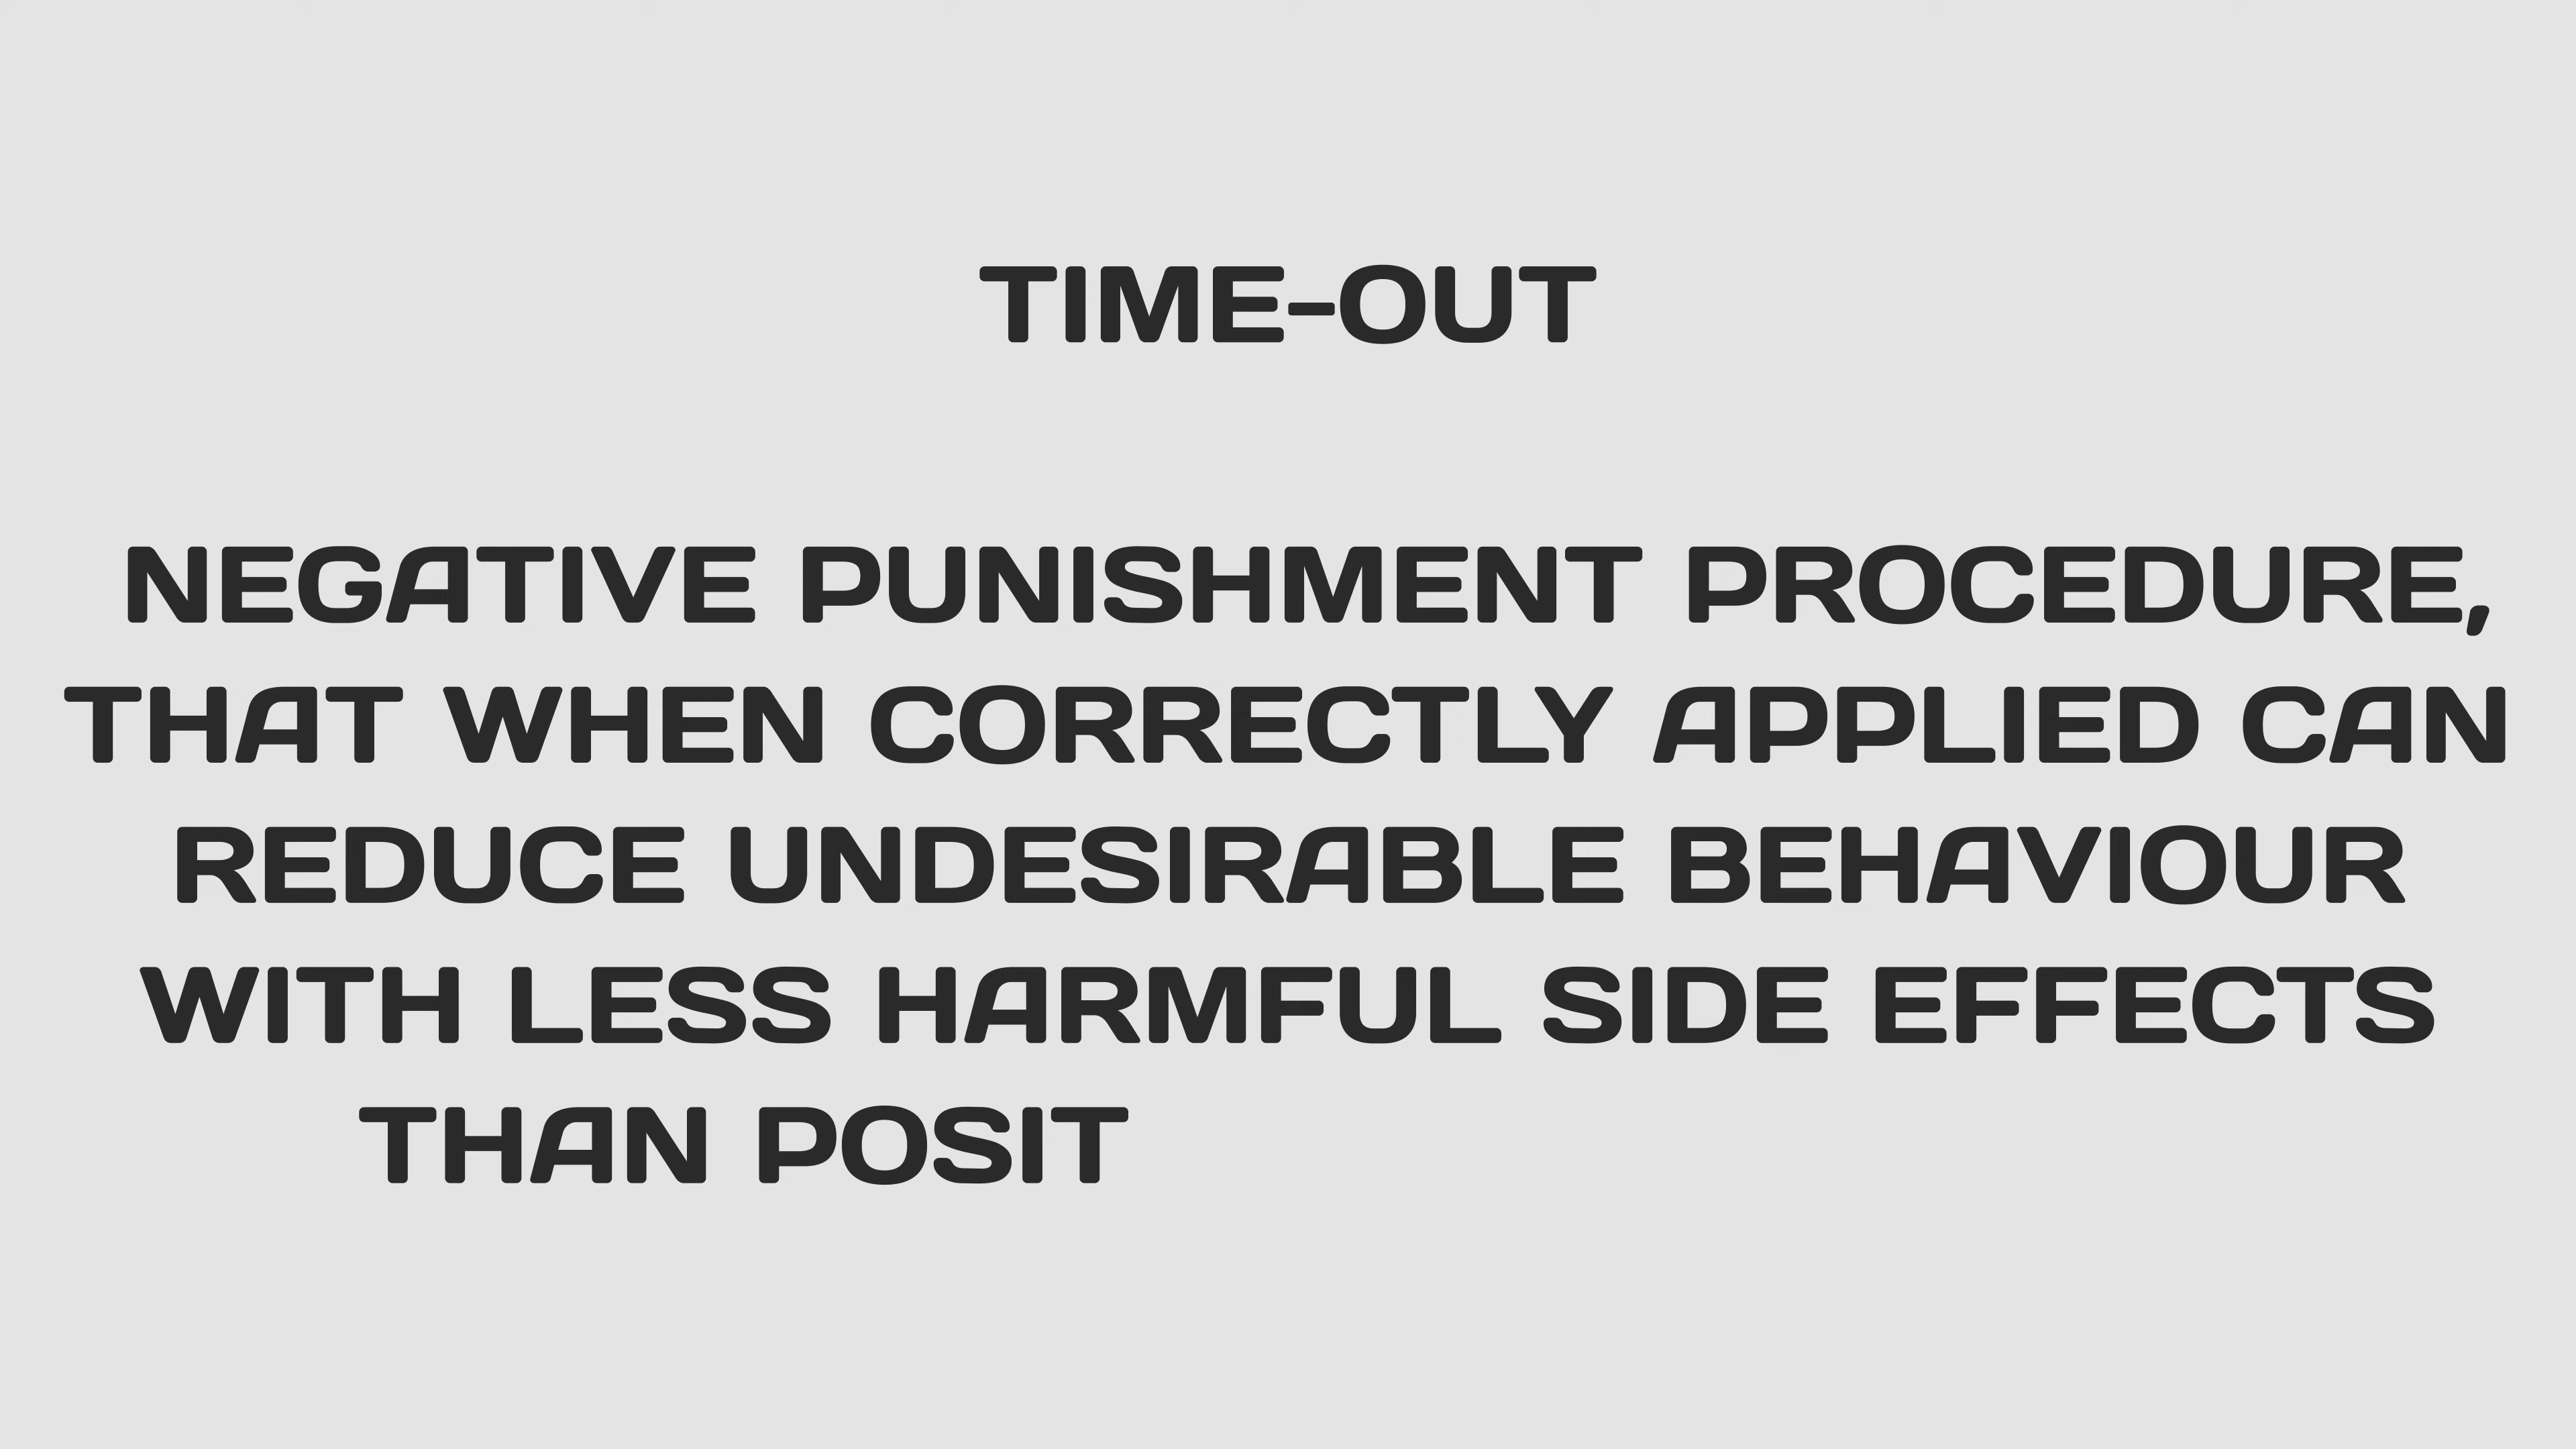 TIME-OUT
NEGATIVE PUNISHMENT PROCEDURE,
THAT WHEN CORRECTLY APPLIED CAN
REDUCE UNDESIRABLE BEHAVIOUR
WITH LESS HARMFUL SIDE EFFECTS
THAN POSIT